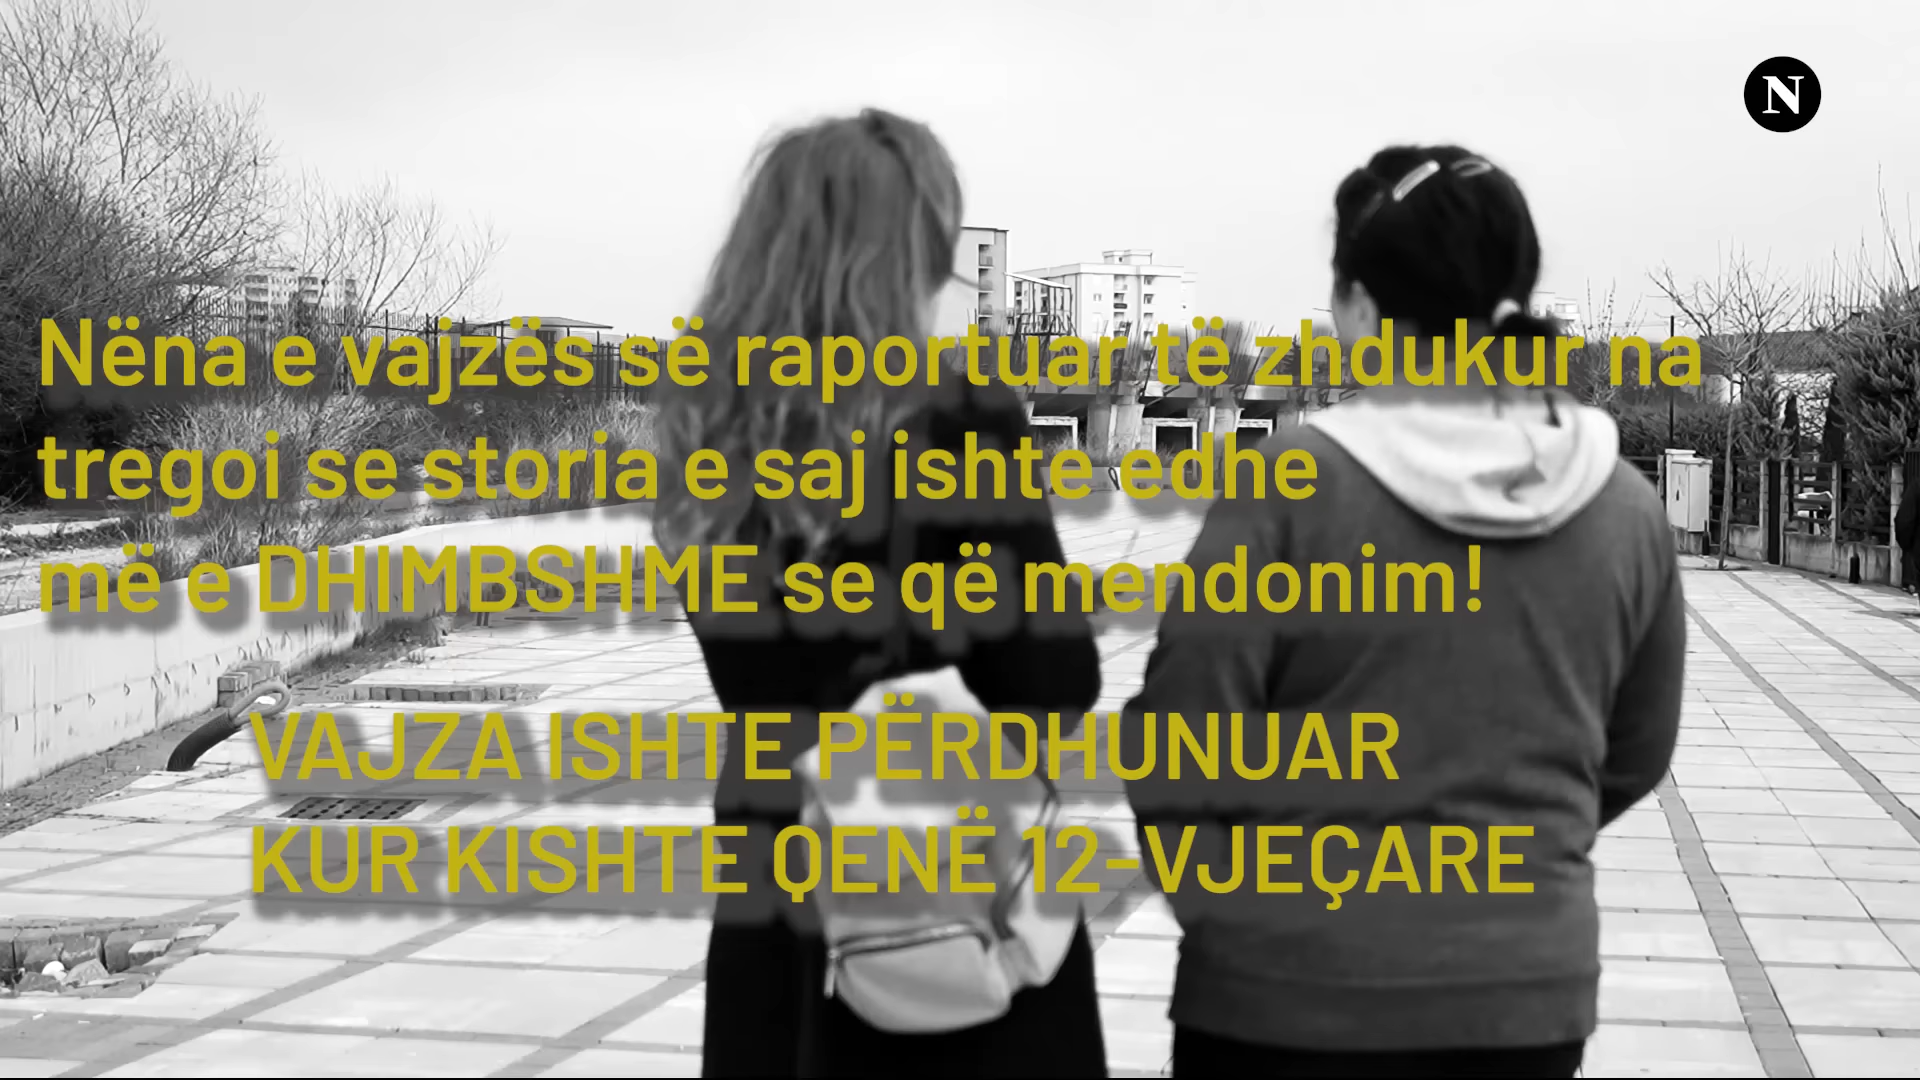 N
Nëna e vajzës së raportuar të zhdukur na
tregoi se storia e saj ishte edhe
më e DHIMBSHME se që mendonim!
VAJZA ISHTE PËRDHUNUAR
KUR KISHTE QENË 12-VJEÇARE